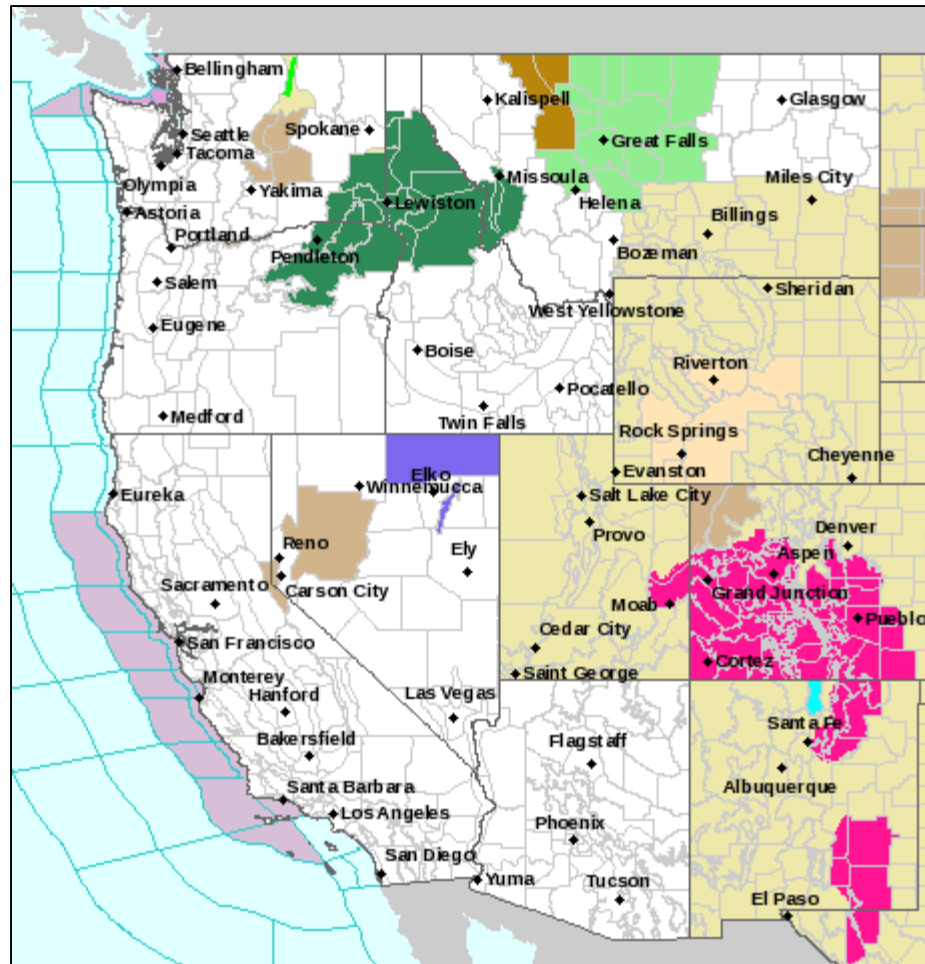 Bellingham
Kalispell
Glasgow
Seattle
Spokane
Great Falls
Tacoma
Olympia
Missoula
Miles City
Yakima
Lewiston
Helena
Astoria
Billings
Portland
Pendleton
Bozeman
Salem
Sheridan
West Yellowstone
Eugene
Boise
Riverton
Pocatello
Medford
Twin Falls
Rock Springs
Cheyenne
Elko
Evanston
Winnemucca
Eureka
Salt Lake City
Provo
Denver
Reno
Ely
Aspen
Sacramento
Carson City
Grand Junction
Moab
Pueblo
San Francisco
Cedar City
Cortez
Saint George
Monterey
Hanford
Las Vegas
Santa Fe
Bakersfield
Flagstaff
Albuquerque
Santa Barbara
Los Angeles
Phoenix
San Diego
Yuma
Tucson
El Paso